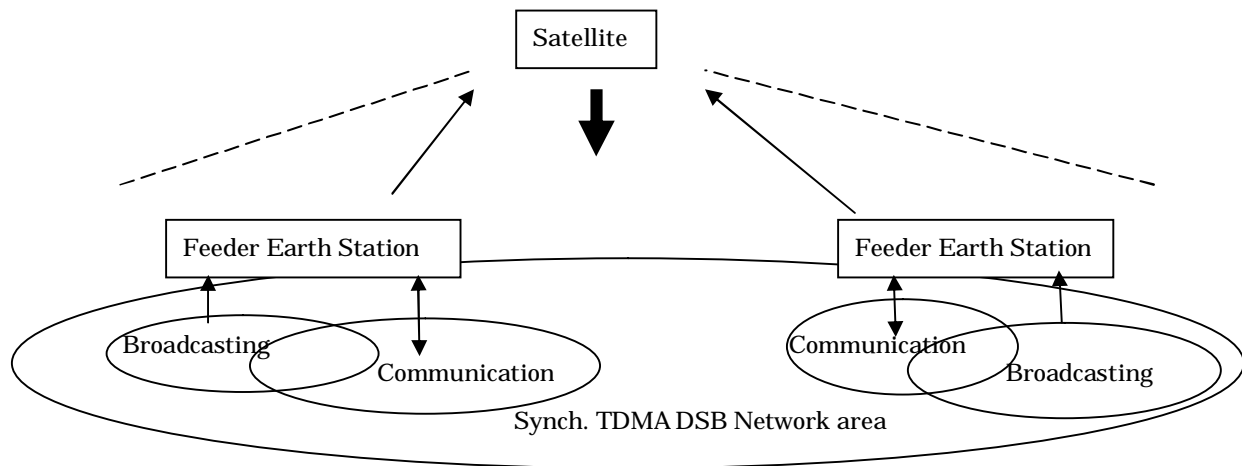 Satellite
Feeder Earth Station
Feeder Earth Station
Broadcasting
Communication
Communication
Broadcasting
Synch. TDMA DSB Network area